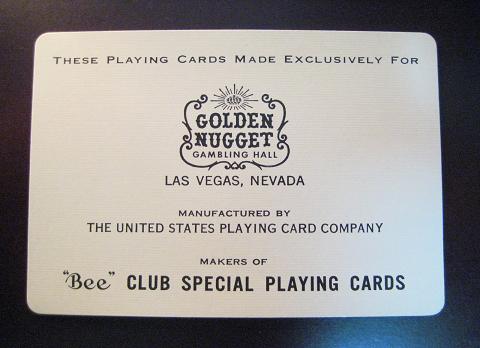 THESE PLAYING CARDS MADE EXCLUSIVELY FOR
GOLDEN
NUGGET
GAMBLING HALL
LAS VEGAS, NEVADA
MANUFACTURED BY
THE UNITED STATES PLAYING CARD COMPANY
MAKERS OF
"Bee" CLUB SPECIAL PLAYING CARDS